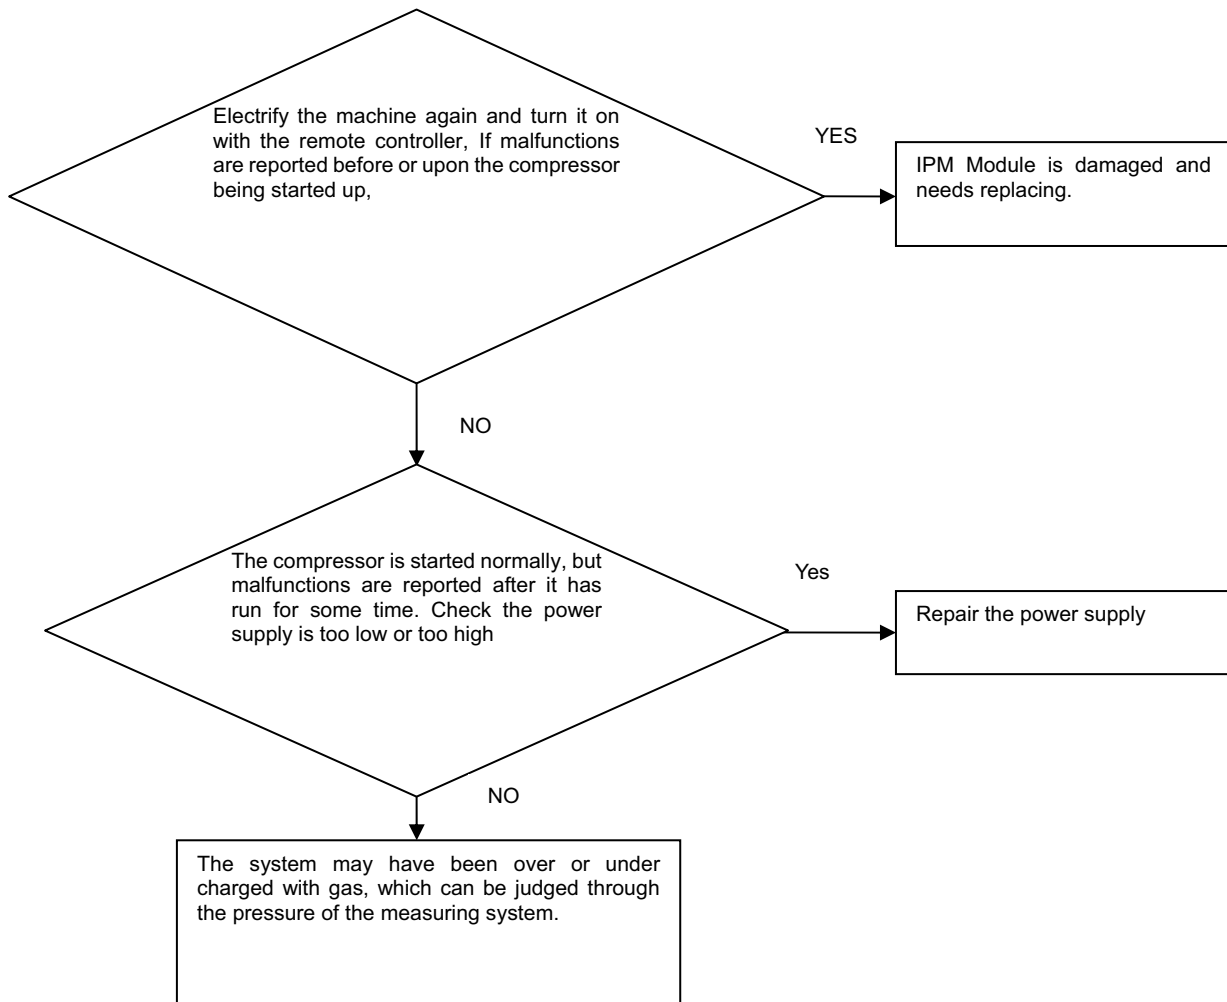 Electrify the machine again and turn it on
with the remote controller, If malfunctions
are reported before or upon the compressor
being started up,
YES
IPM Module is damaged and
needs replacing.
NO
The compressor is started normally, but
malfunctions are reported after it has
run for some time. Check the power
supply is too low or too high
Yes
Repair the power supply
NO
The system may have been over or under
charged with gas, which can be judged through
the pressure of the measuring system.